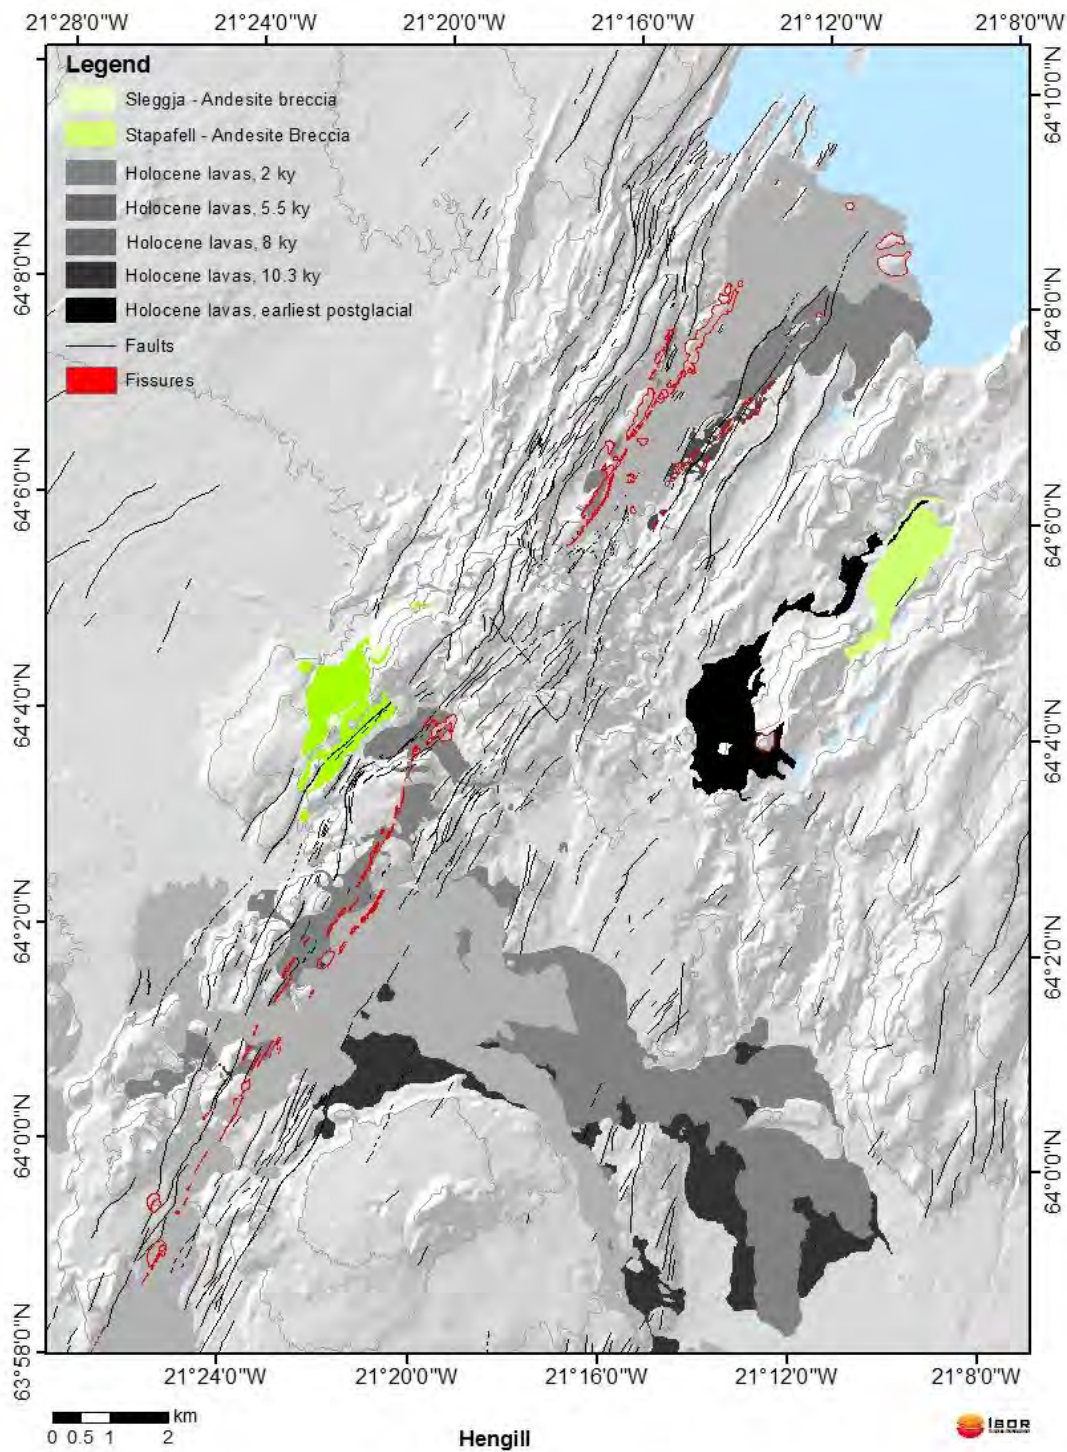 21°28'0"W 21°24'0"W 21°20'0"W 21°16'0"W 21°12'0"W 21°8'0"W
Legend
Sleggja - Andesite breccia
Stapafell - Andesite Breccia
Holocene lavas, 2 ky
Holocene lavas, 5.5 ky
Holocene lavas, 8 ky
Holocene lavas, 10.3 ky
Holocene lavas, earliest postglacial
Faults
Fissures
64°8'0"N
64°6'0"N
64°4'0"N
64°2'0"N
64°0'0"N
63°58'0"N
64°10'0"N
64°8'0"N
64°6'0"N
64°4'0"N
64°2'0"N
64°0'0"N
21°24'0"W 21°20'0"W 21°16'0"W 21°12'0"W 21°8'0"W
km
0 0.5 1 2
Hengill
ISOR